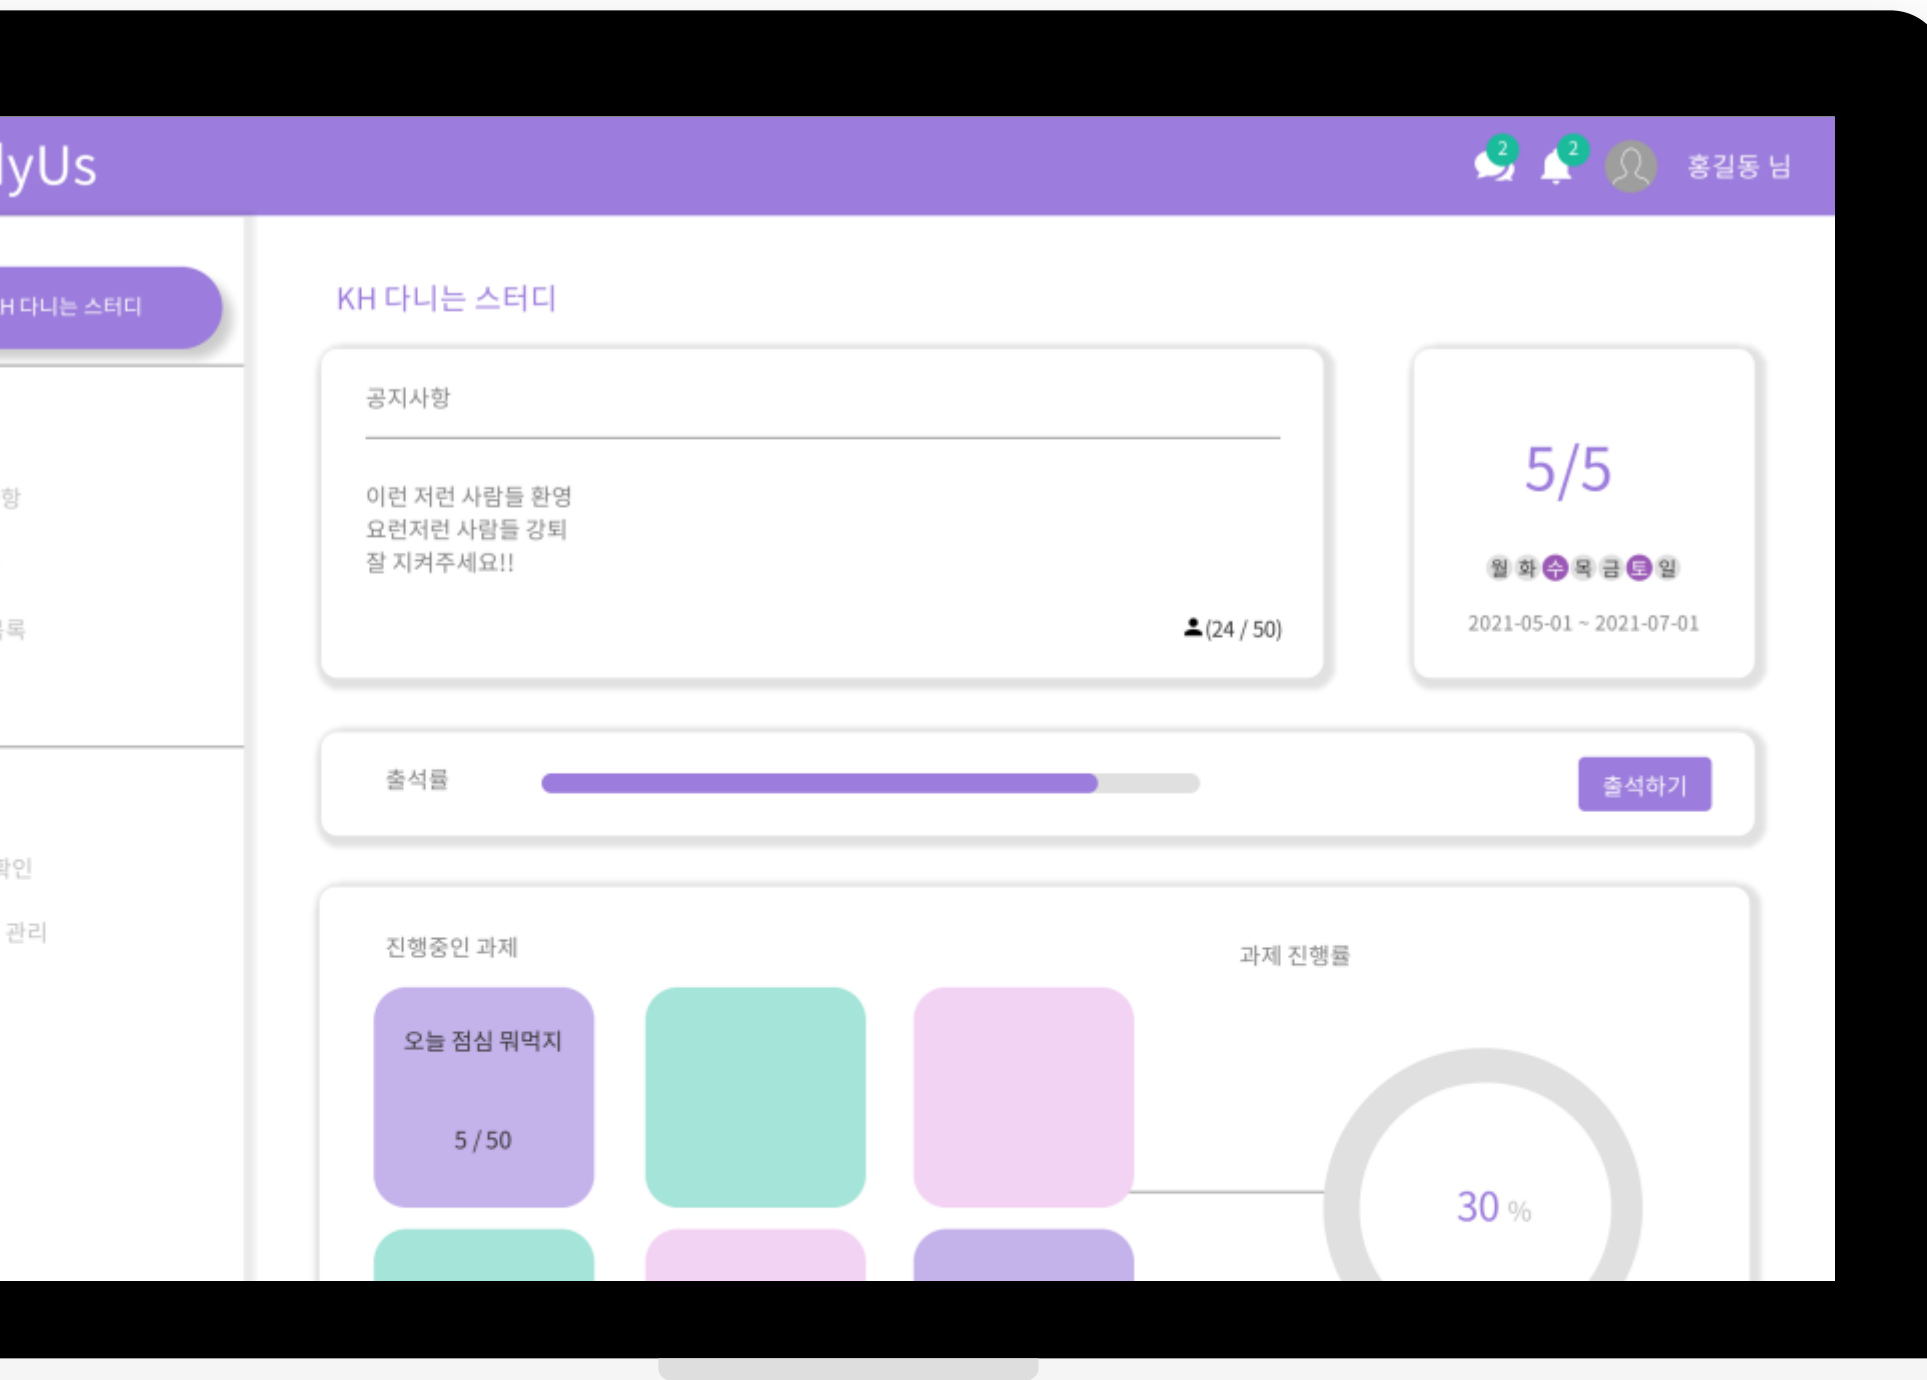 lyUs
2
2
홍길동 님
H 다니는 스터디
항
록
확인
관리
KH 다니는 스터디
공지사항
이런 저런 사람들 환영
요런저런 사람들 강퇴
잘 지켜주세요!!
(24 / 50)
5/5
월 화 수 목 금 토 일
2021-05-01 ~ 2021-07-01
출석률
출석하기
진행중인 과제
과제 진행률
오늘 점심 뭐먹지
5 / 50
30 %